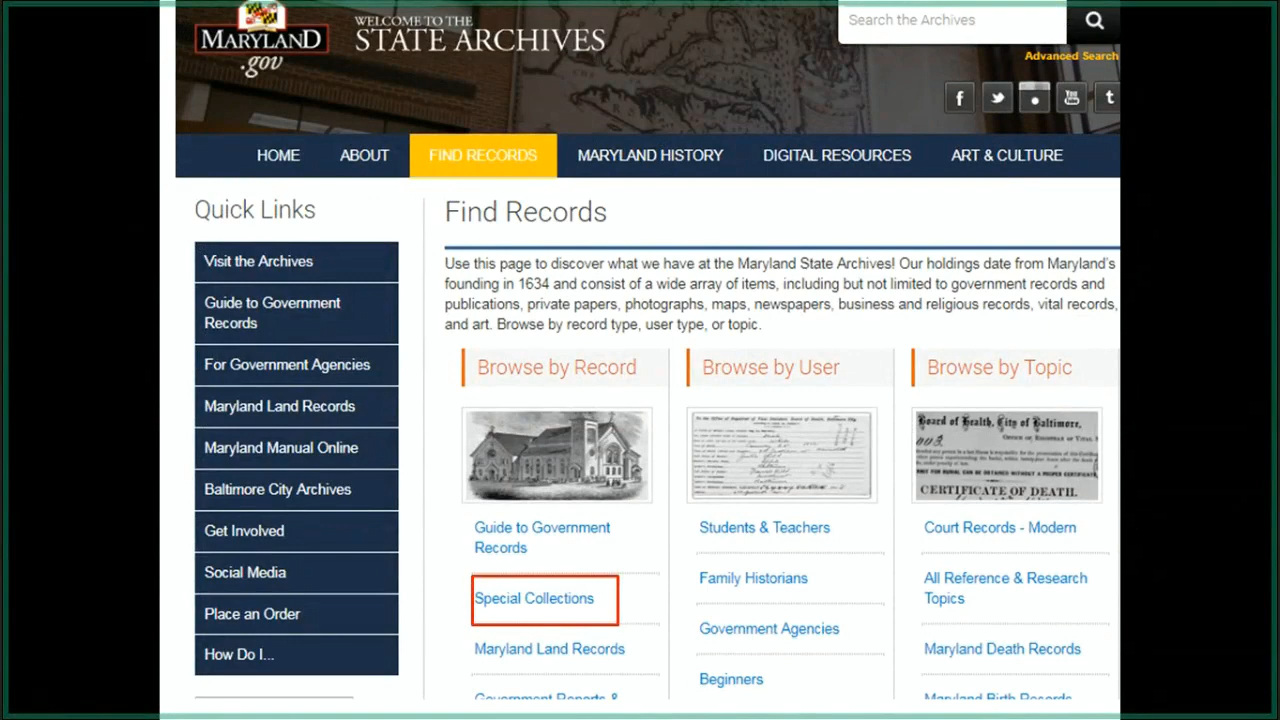 MARYLAND
.gov
WELCOME TO THE
STATE ARCHIVES
Search the Archives
Advanced Search
f
You
Tube
t
HOME
ABOUT
FIND RECORDS
MARYLAND HISTORY
DIGITAL RESOURCES
ART & CULTURE
Quick Links
Visit the Archives
Guide to Government
Records
For Government Agencies
Maryland Land Records
Maryland Manual Online
Baltimore City Archives
Get Involved
Social Media
Place an Order
How Do I...
Find Records
Use this page to discover what we have at the Maryland State Archives! Our holdings date from Maryland's
founding in 1634 and consist of a wide array of items, including but not limited to government records and
publications, private papers, photographs, maps, newspapers, business and religious records, vital records,
and art. Browse by record type, user type, or topic.
Browse by Record
Guide to Government
Records
Special Collections
Maryland Land Records
Government Reports &
Browse by User
Students & Teachers
Family Historians
Government Agencies
Beginners
Browse by Topic
Board of Health, City of Baltimore,
CERTIFICATE OF DEATH.
Court Records - Modern
All Reference & Research
Topics
Maryland Death Records
Maryland Birth Records